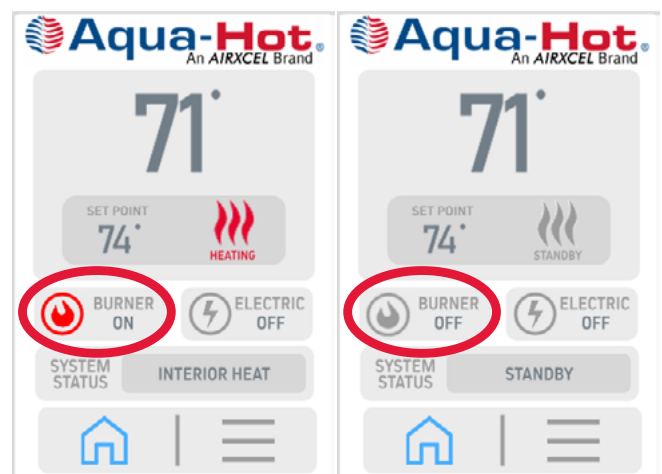 Aqua-Hot®
An AIRXCEL Brand
71°
SET POINT
74°
HEATING
BURNER
ON
ELECTRIC
OFF
SYSTEM
STATUS
INTERIOR HEAT
Aqua-Hot®
An AIRXCEL Brand
71°
SET POINT
74°
STANDBY
BURNER
OFF
ELECTRIC
OFF
SYSTEM
STATUS
STANDBY